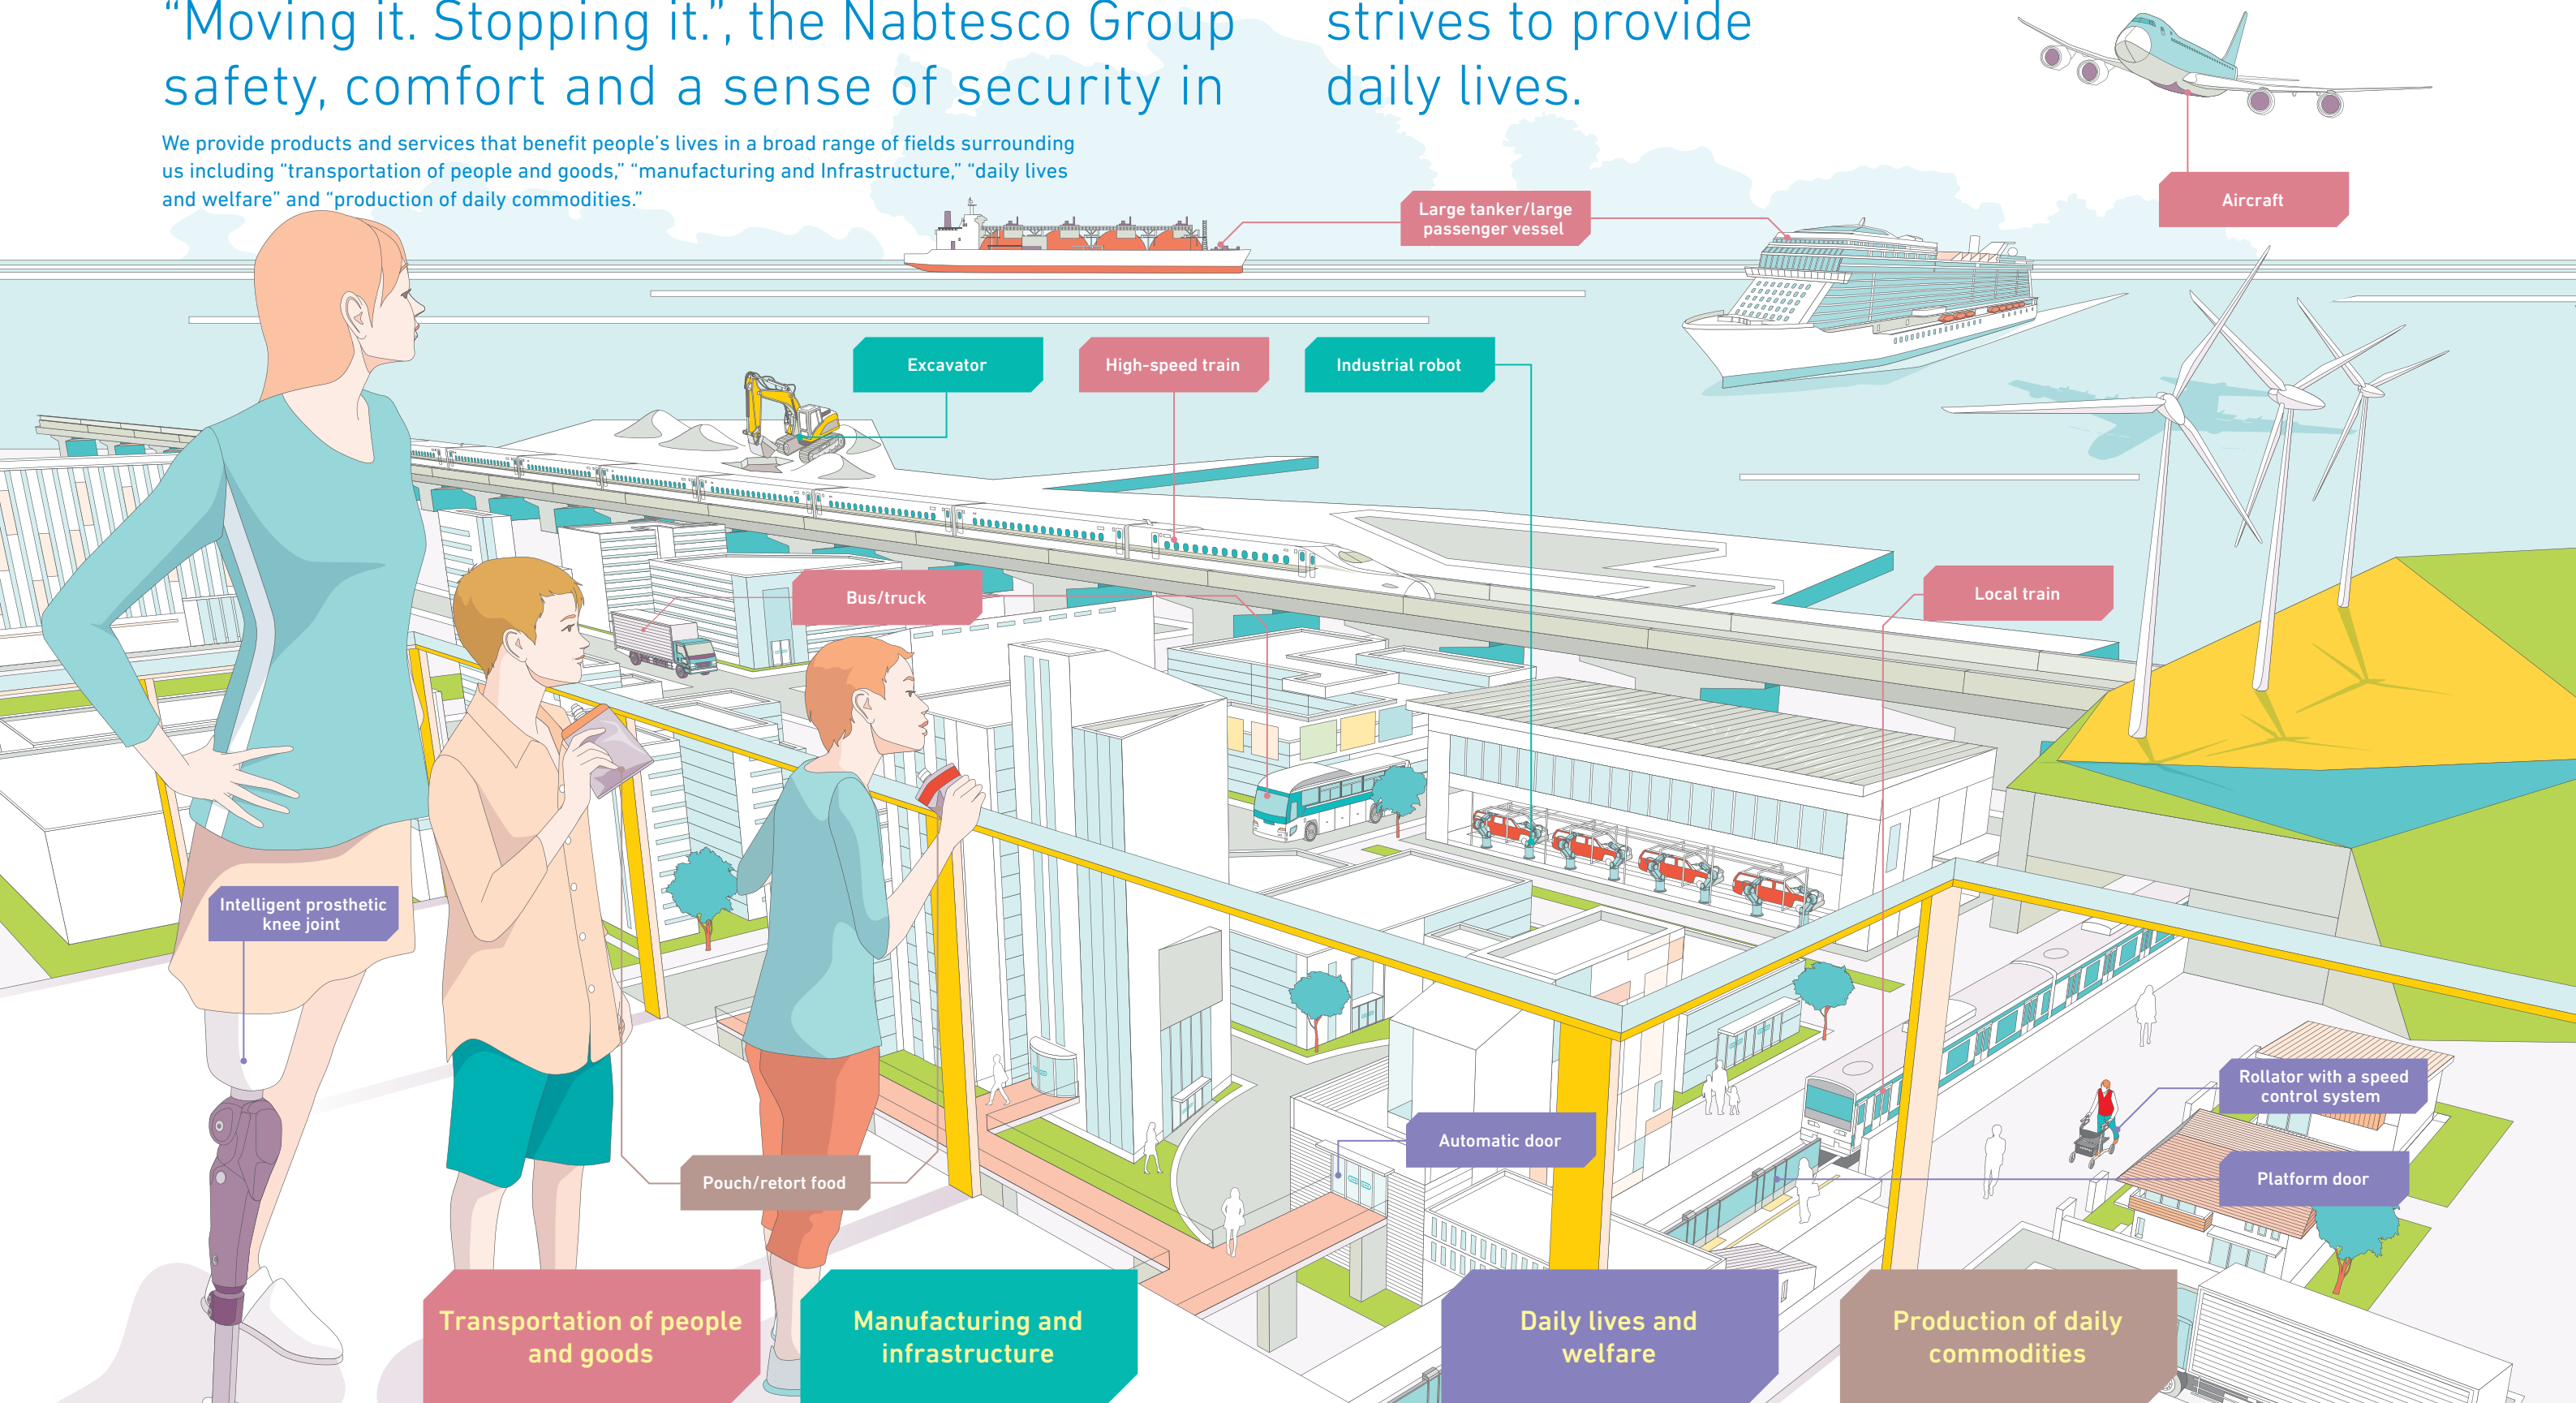 “Moving it. Stopping it.”, the Nabtesco Group strives to provide
safety, comfort and a sense of security in daily lives.
We provide products and services that benefit people’s lives in a broad range of fields surrounding
us including “transportation of people and goods,” “manufacturing and Infrastructure,” “daily lives
and welfare” and “production of daily commodities.”
Aircraft
Large tanker/large
passenger vessel
Excavator
High-speed train
Industrial robot
Bus/truck
Local train
Intelligent prosthetic
knee joint
Rollator with a speed
control system
Automatic door
Platform door
Pouch/retort food
Transportation of people
and goods
Manufacturing and
infrastructure
Daily lives and
welfare
Production of daily
commodities